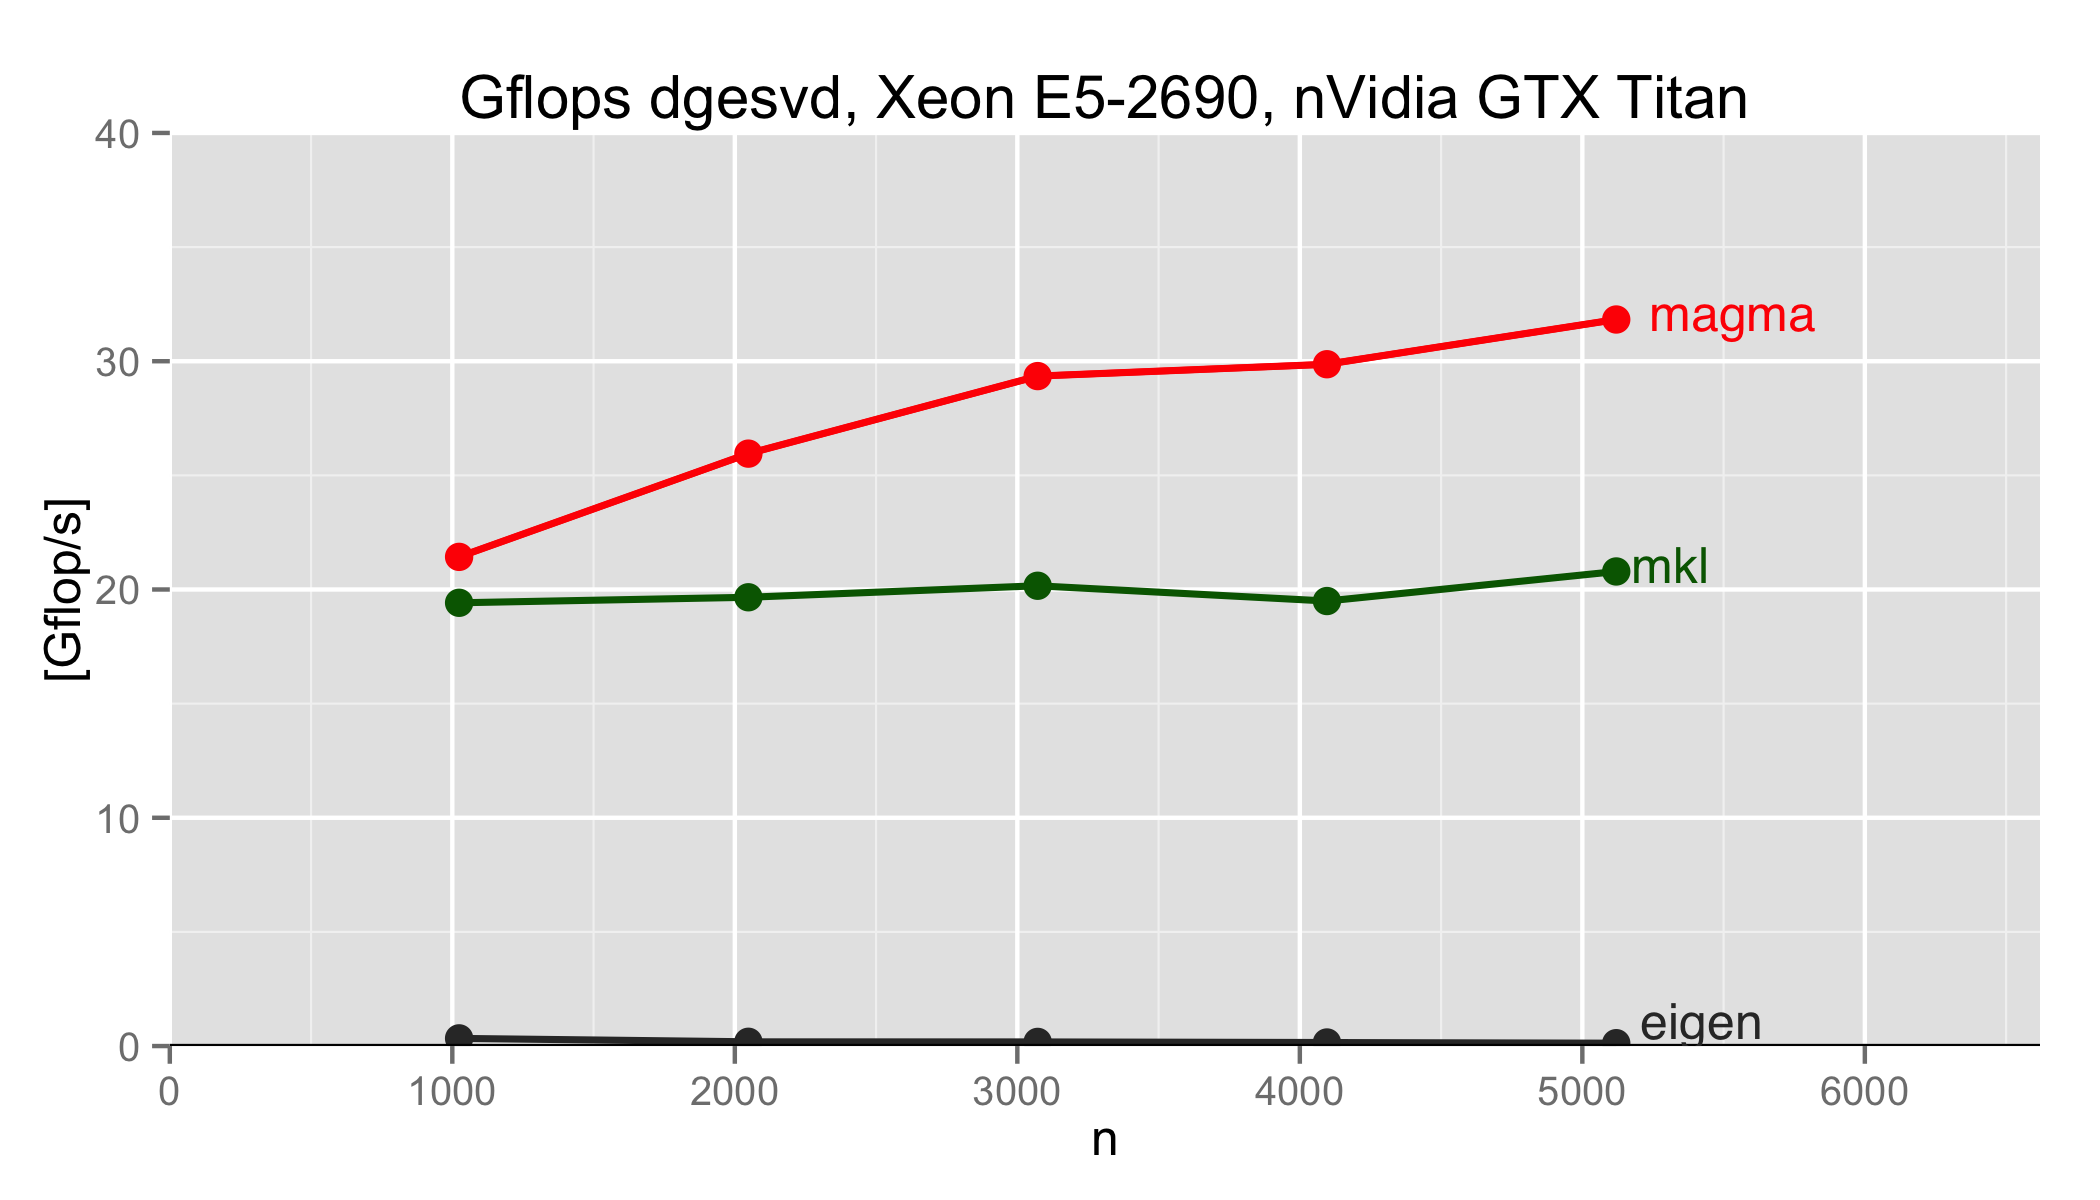 Gflops dgesvd, Xeon E5-2690, nVidia GTX Titan
40
30
20
10
0
[Gflop/s]
magma
mkl
eigen
0 1000 2000 3000 4000 5000 6000
n